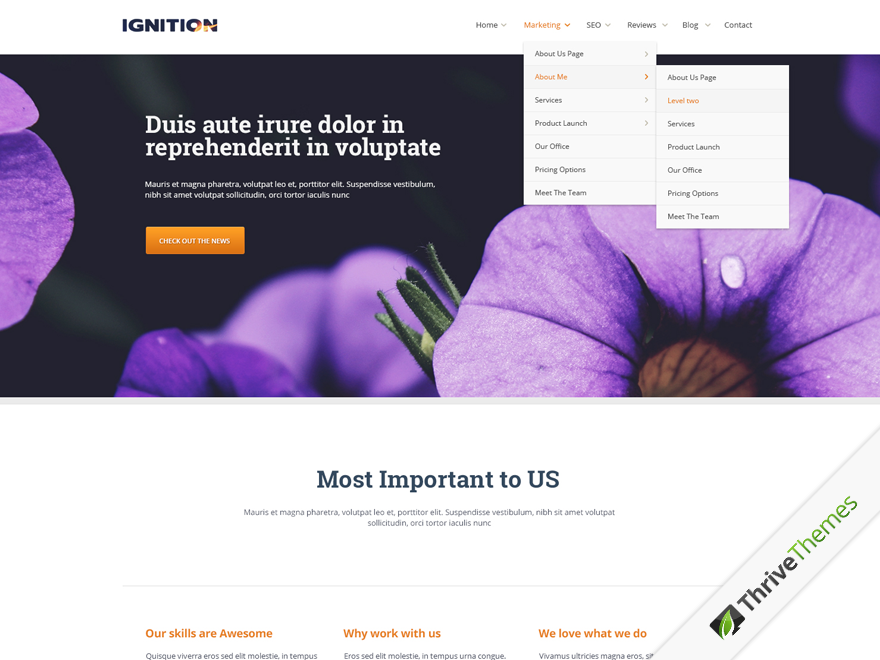 IGNITION
Home Marketing SEO Reviews Blog Contact
About Us Page
About Me
Services
Product Launch
Our Office
Pricing Options
Meet The Team
About Us Page
Level two
Services
Product Launch
Our Office
Pricing Options
Meet The Team
Duis aute irure dolor in
reprehenderit in voluptate
Mauris et magna pharetra, volutpat leo et, porttitor elit. Suspendisse vestibulum,
nibh sit amet volutpat sollicitudin, orci tortor iaculis nunc
CHECK OUT THE NEWS
Most Important to US
Mauris et magna pharetra, volutpat leo et, porttitor elit. Suspendisse vestibulum, nibh sit amet volutpat
sollicitudin, orci tortor iaculis nunc
Our skills are Awesome
Quisque viverra eros sed elit molestie, in tempus
Why work with us
Eros sed elit molestie, in tempus urna congue.
We love what we do
Vivamus ultricies magna eros,
ThriveThemes